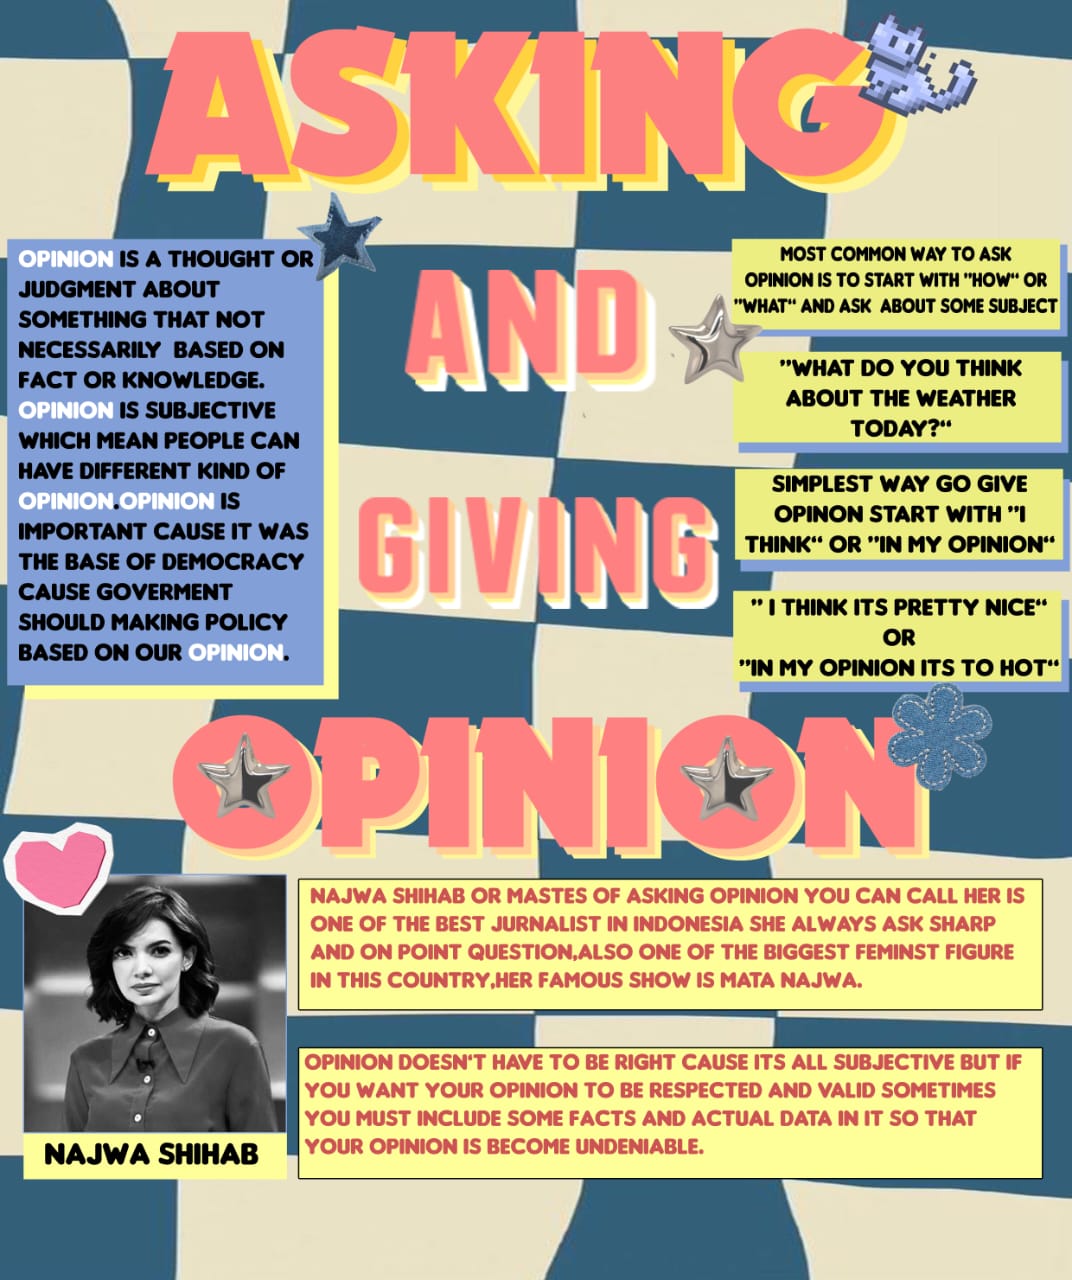 ASKING
AND
GIVING
OPINION
OPINION IS A THOUGHT OR
JUDGMENT ABOUT
SOMETHING THAT NOT
NECESSARILY BASED ON
FACT OR KNOWLEDGE.
OPINION IS SUBJECTIVE
WHICH MEAN PEOPLE CAN
HAVE DIFFERENT KIND OF
OPINION.OPINION IS
IMPORTANT CAUSE IT WAS
THE BASE OF DEMOCRACY
CAUSE GOVERMENT
SHOULD MAKING POLICY
BASED ON OUR OPINION.
MOST COMMON WAY TO ASK
OPINION IS TO START WITH "HOW" OR
"WHAT" AND ASK ABOUT SOME SUBJECT
"WHAT DO YOU THINK
ABOUT THE WEATHER
TODAY?"
SIMPLEST WAY GO GIVE
OPINON START WITH "I
THINK" OR "IN MY OPINION"
" I THINK ITS PRETTY NICE"
OR
"IN MY OPINION ITS TO HOT"
NAJWA SHIHAB OR MASTES OF ASKING OPINION YOU CAN CALL HER IS
ONE OF THE BEST JURNALIST IN INDONESIA SHE ALWAYS ASK SHARP
AND ON POINT QUESTION,ALSO ONE OF THE BIGGEST FEMINST FIGURE
IN THIS COUNTRY,HER FAMOUS SHOW IS MATA NAJWA.
NAJWA SHIHAB
OPINION DOESN'T HAVE TO BE RIGHT CAUSE ITS ALL SUBJECTIVE BUT IF
YOU WANT YOUR OPINION TO BE RESPECTED AND VALID SOMETIMES
YOU MUST INCLUDE SOME FACTS AND ACTUAL DATA IN IT SO THAT
YOUR OPINION IS BECOME UNDENIABLE.